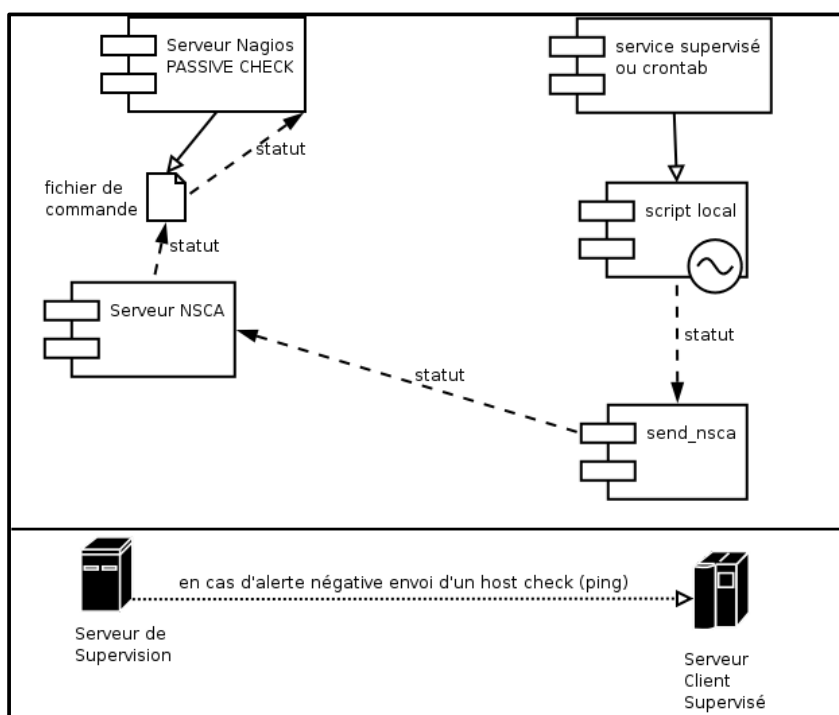 Serveur Nagios
PASSIVE CHECK
service supervisé
ou crontab
statut
fichier de
commande
script local
statut
Serveur NSCA
statut
statut
send_nsca
en cas d'alerte négative envoi d'un host check (ping)
Serveur de
Supervision
Serveur
Client
Supervisé